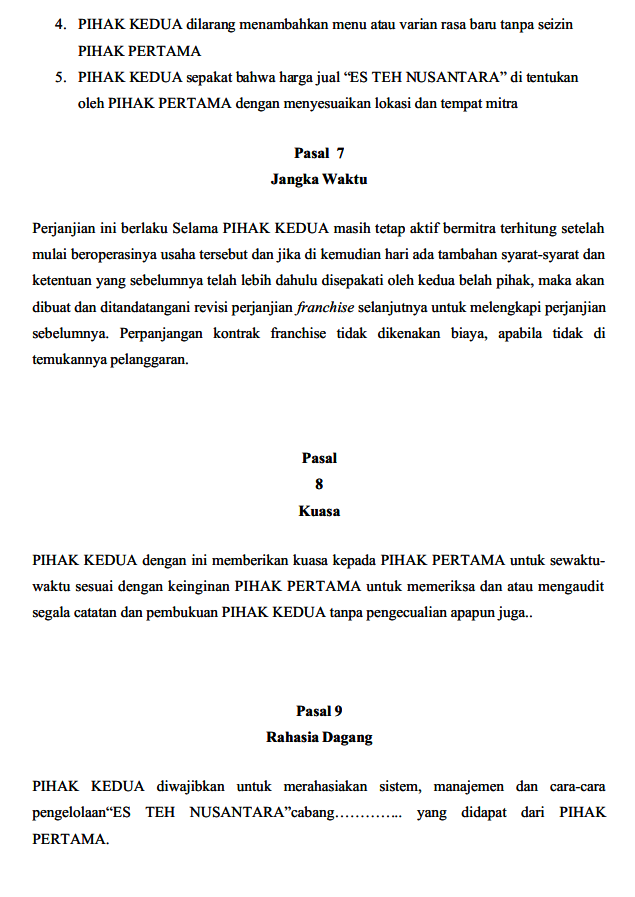 4. PIHAK KEDUA dilarang menambahkan menu atau varian rasa baru tanpa seizin
PIHAK PERTAMA
5. PIHAK KEDUA sepakat bahwa harga jual “ES TEH NUSANTARA” di tentukan
oleh PIHAK PERTAMA dengan menyesuaikan lokasi dan tempat mitra
Pasal 7
Jangka Waktu
Perjanjian ini berlaku Selama PIHAK KEDUA masih tetap aktif bermitra terhitung setelah
mulai beroperasinya usaha tersebut dan jika di kemudian hari ada tambahan syarat-syarat dan
ketentuan yang sebelumnya telah lebih dahulu disepakati oleh kedua belah pihak, maka akan
dibuat dan ditandatangani revisi perjanjian franchise selanjutnya untuk melengkapi perjanjian
sebelumnya. Perpanjangan kontrak franchise tidak dikenakan biaya, apabila tidak di
temukannya pelanggaran.
Pasal
8
Kuasa
PIHAK KEDUA dengan ini memberikan kuasa kepada PIHAK PERTAMA untuk sewaktu-
waktu sesuai dengan keinginan PIHAK PERTAMA untuk memeriksa dan atau mengaudit
segala catatan dan pembukuan PIHAK KEDUA tanpa pengecualian apapun juga..
Pasal 9
Rahasia Dagang
PIHAK KEDUA diwajibkan untuk merahasiakan sistem, manajemen dan cara-cara
pengelolaan“ES TEH NUSANTARA”cabang………….. yang didapat dari PIHAK
PERTAMA.